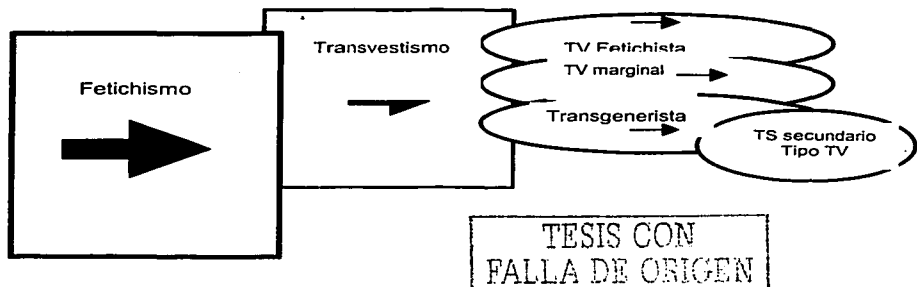 Fetichismo
Transvestismo
TV Fetichista
TV marginal
Transgenerista
TS secundario
Tipo TV
TESIS CON
FALLA DE ORIGEN